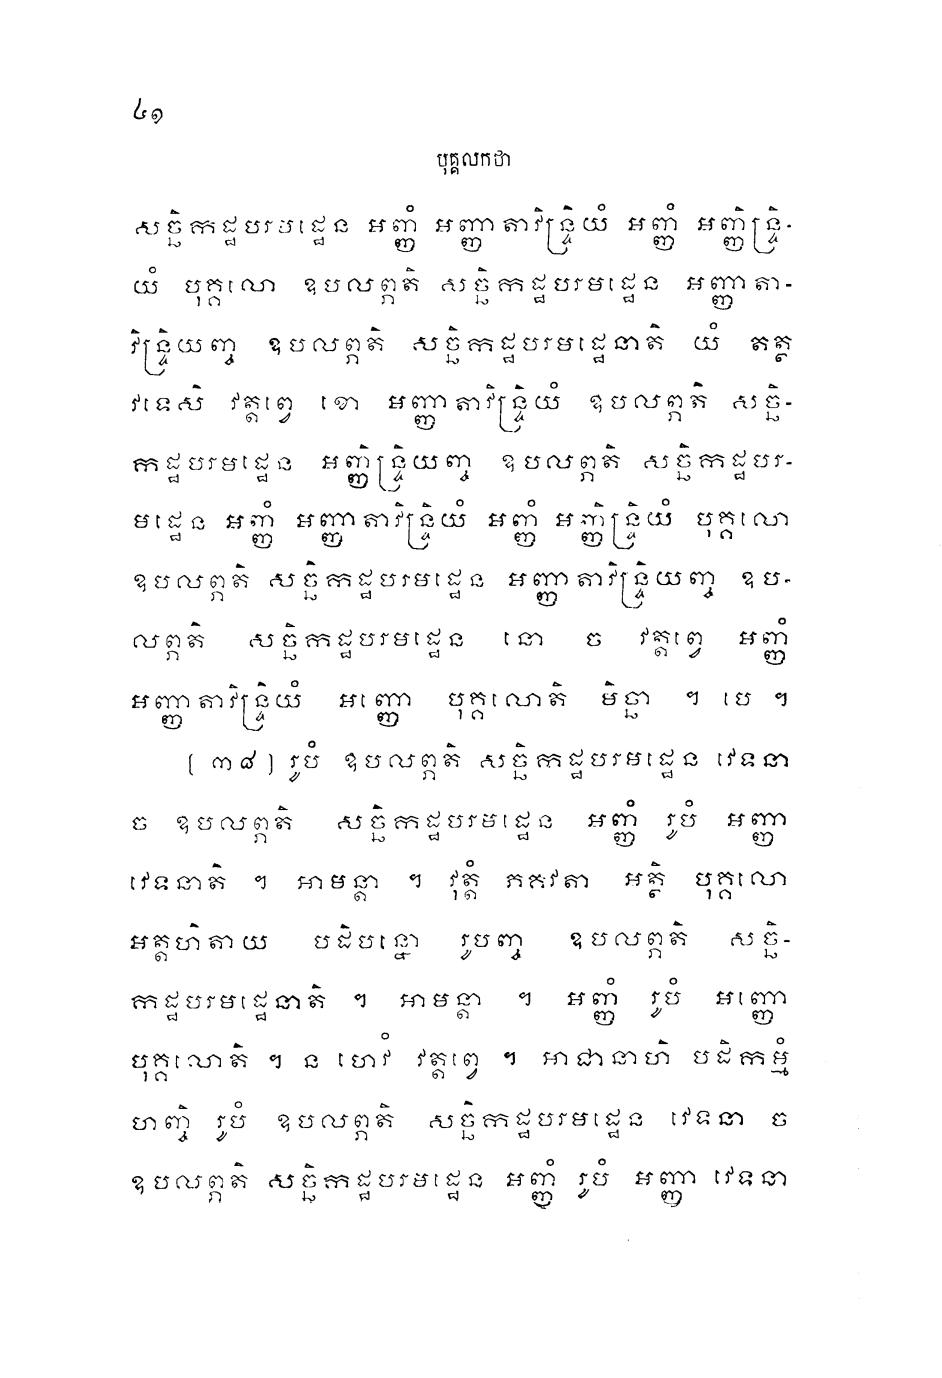 ៤១
បុគ្គលកថា
សច្ឆិកដ្ឋបរមដ្ឋេន អញ្ញំ អញ្ញាតាវិន្ទ្រិយំ អញ្ញំ អញ្ញិន្ទ្រិ-
យំ បុគ្គលោ ឧបលព្ភតិ សច្ឆិកដ្ឋបរមដ្ឋេន អញ្ញាតា-
វិន្ទ្រិយញ្ច ឧបលព្ភតិ សច្ឆិកដ្ឋបរមដ្ឋេនាតិ យំ តត្ថ
វទេសិ វត្តព្វេ ខោ អញ្ញាតាវិន្ទ្រិយំ ឧបលព្ភតិ សច្ឆិ-
កដ្ឋបរមដ្ឋេន អញ្ញិន្ទ្រិយញ្ច ឧបលព្ភតិ សច្ឆិកដ្ឋបរ-
មដ្ឋេន អញ្ញំ អញ្ញាតាវិន្ទ្រិយំ អញ្ញំ អញ្ញិន្ទ្រិយំ បុគ្គលោ
ឧបលព្ភតិ សច្ឆិកដ្ឋបរមដ្ឋេន អញ្ញាតាវិន្ទ្រិយញ្ច ឧប-
លព្ភតិ សច្ឆិកដ្ឋបរមដ្ឋេន នោ ច វត្តព្វេ អញ្ញំ
អញ្ញាតាវិន្ទ្រិយំ អញ្ញោ បុគ្គលោតិ មិច្ឆា ។ បេ ។
[ ៣៨ ] រូបំ ឧបលព្ភតិ សច្ឆិកដ្ឋបរមដ្ឋេន វេទនា
ច ឧបលព្ភតិ សច្ឆិកដ្ឋបរមដ្ឋេន អញ្ញំ រូបំ អញ្ញា
វេទនាតិ ។ អាមន្តា ។ វុត្តំ ភគវតា អត្ថិ បុគ្គលោ
អត្តហិតាយ បដិបន្នោ រូបញ្ច ឧបលព្ភតិ សច្ឆិ-
កដ្ឋបរមដ្ឋេនាតិ ។ អាមន្តា ។ អញ្ញំ រូបំ អញ្ញោ
បុគ្គលោតិ ។ ន ហេវំ វត្តព្វេ ។ អាជានាហិ បដិកម្មំ
ហញ្ចិ រូបំ ឧបលព្ភតិ សច្ឆិកដ្ឋបរមដ្ឋេន វេទនា ច
ឧបលព្ភតិ សច្ឆិកដ្ឋបរមដ្ឋេន អញ្ញំ រូបំ អញ្ញា វេទនា